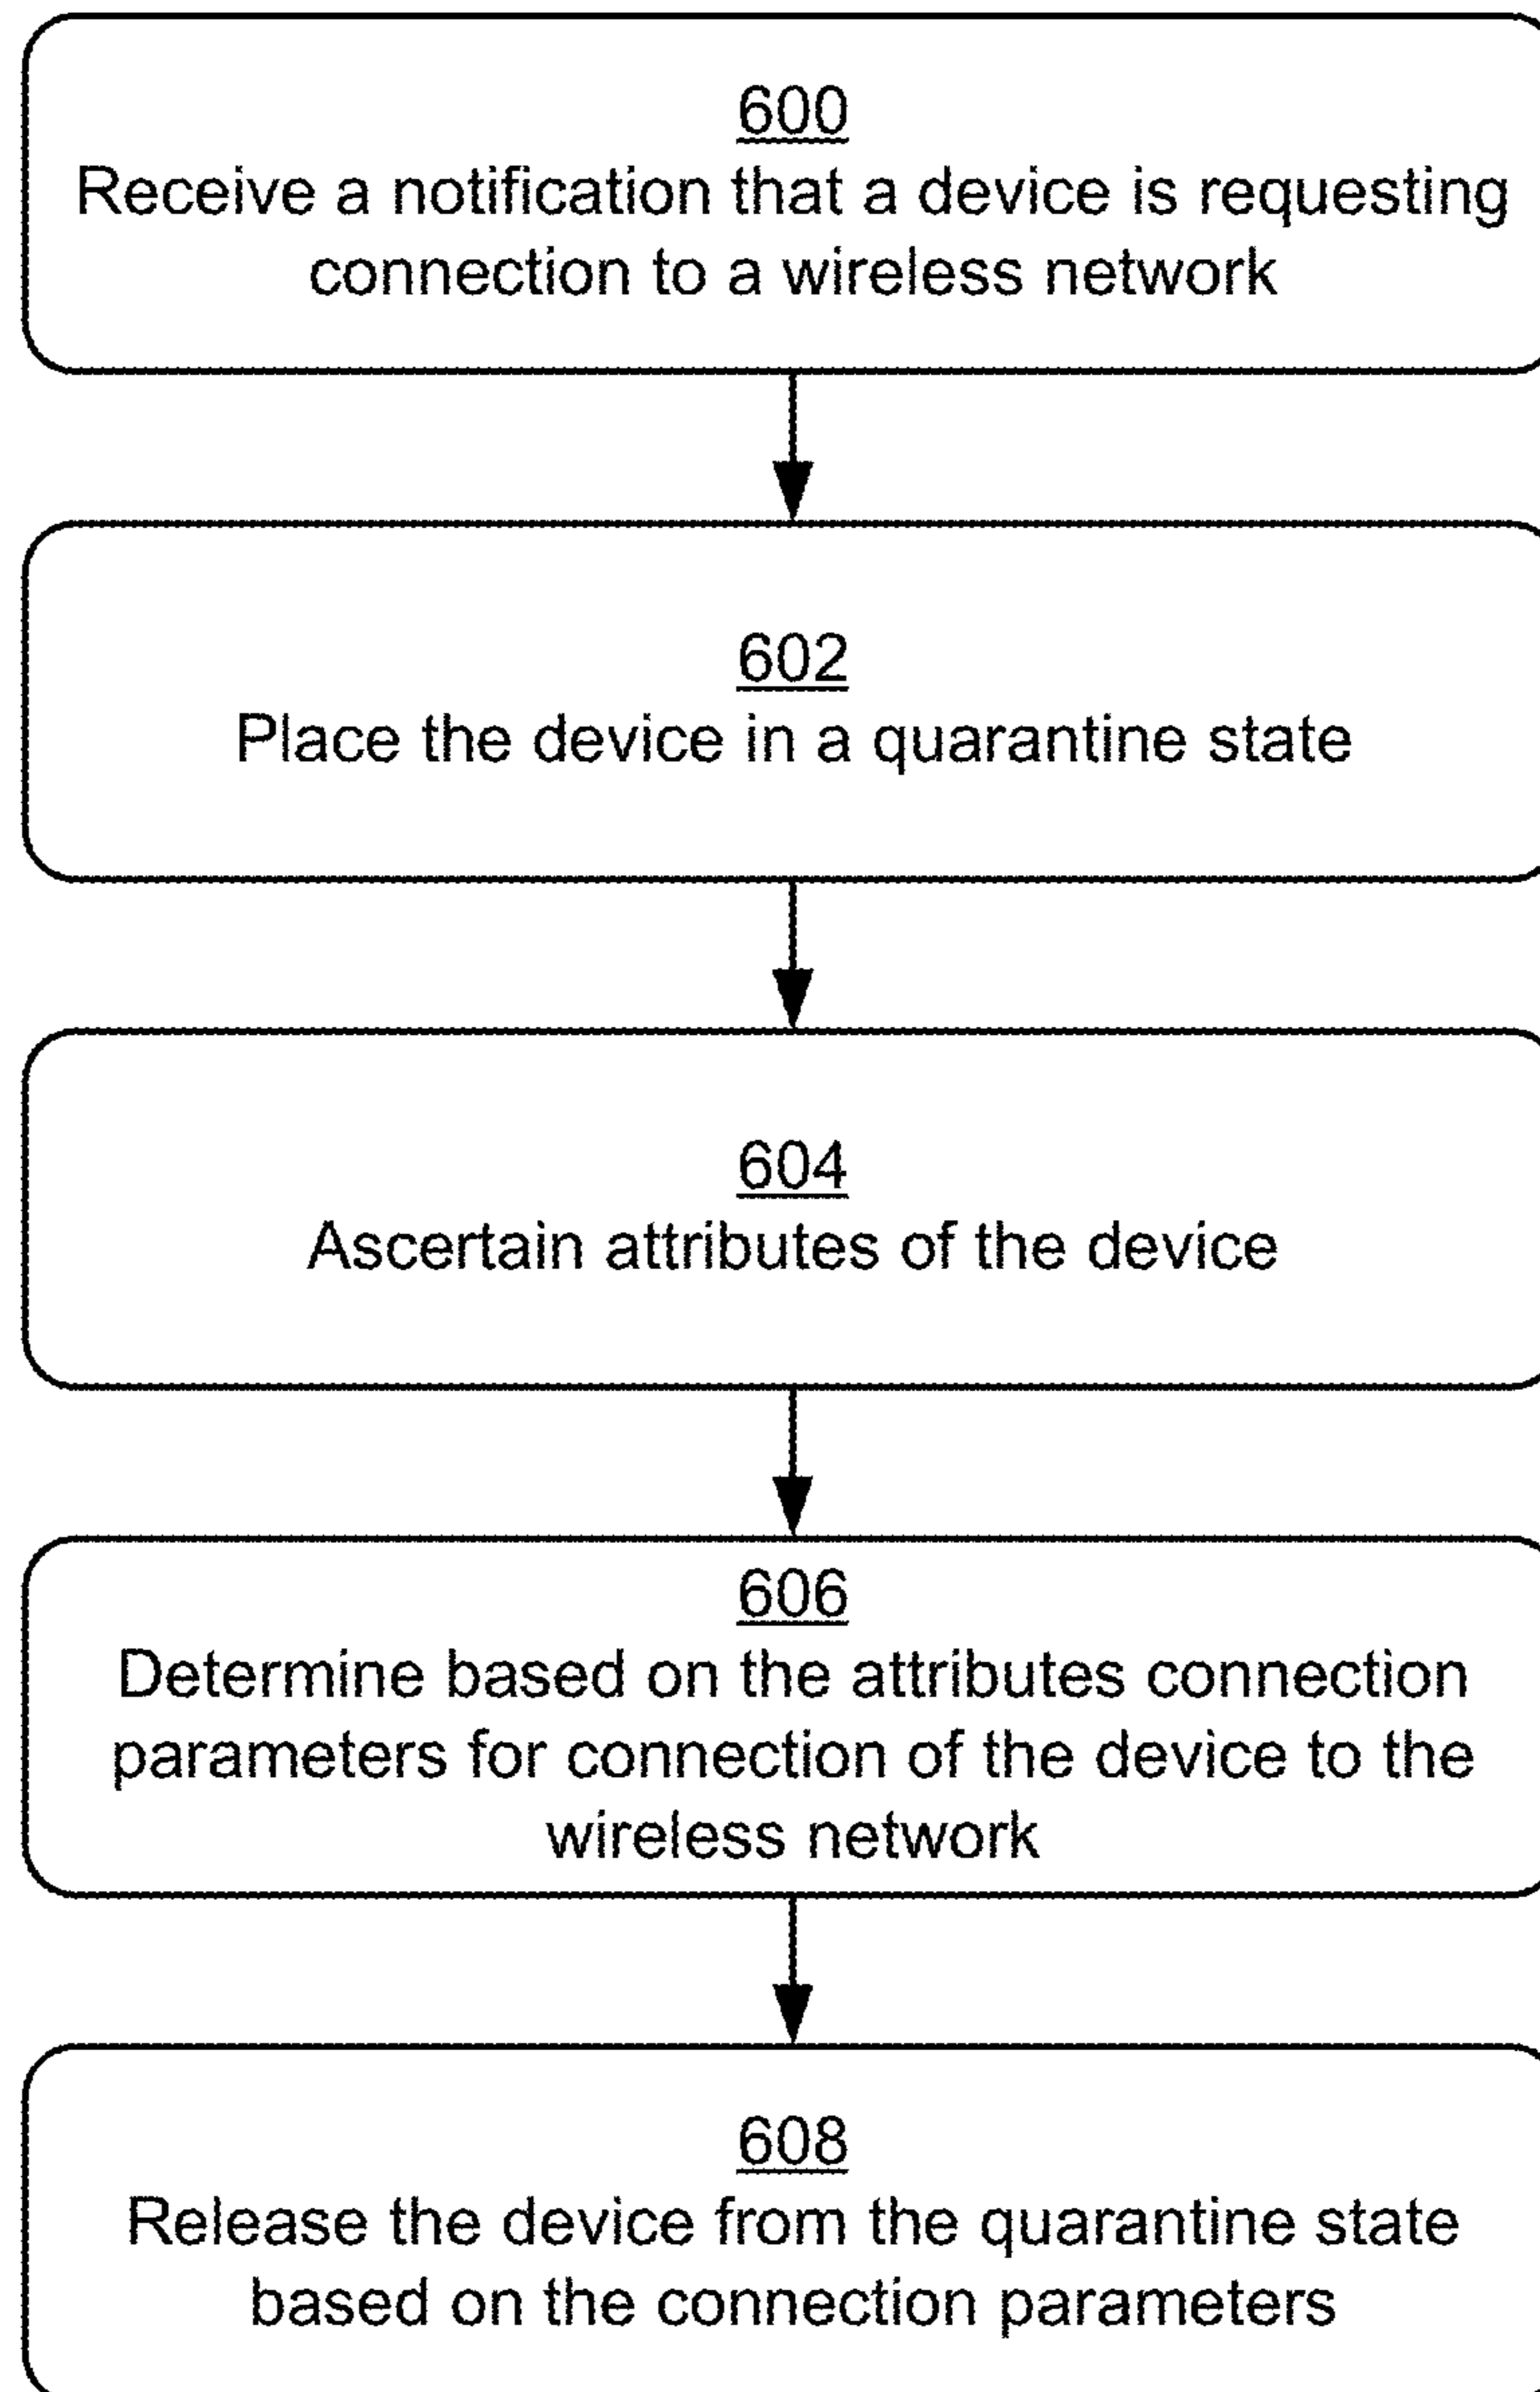 600
Receive a notification that a device is requesting
connection to a wireless network
602
Place the device in a quarantine state
604
Ascertain attributes of the device
606
Determine based on the attributes connection
parameters for connection of the device to the
wireless network
608
Release the device from the quarantine state
based on the connection parameters